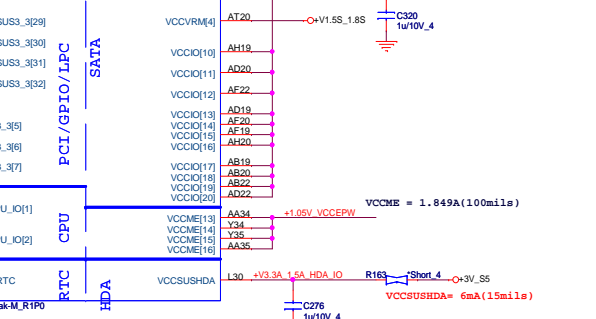 SUS3_3[29]
VCCVRM[4] AT20 +V1.5S_1.8S
C320
1u/10V_4
SUS3_3[30]
VCCIO[10] AH19
SUS3_3[31]
VCCIO[11] AD20
SUS3_3[32]
VCCIO[12] AF22
PCI/GPIO/LPC
SATA
VCCIO[13] AD19
_3[5] VCCIO[14] AF20
VCCIO[15] AF19
_3[6] VCCIO[16] AH20
_3[7] VCCIO[17] AB19
VCCIO[18] AB20
VCCIO[19] AB22
VCCIO[20] AD22
VCCME = 1.849A(100mils)
PU_IO[1]
VCCME[13] AA34 +1.05V_VCCEPW
VCCME[14] Y34
CPU
PU_IO[2] VCCME[15] Y35
VCCME[16] AA35
RTC VCCSUSHDA L30 +V3.3A_1.5A_HDA_IO R163 *Short_4 +3V_S5
RTC
HDA
VCCSUSHDA= 6mA(15mils)
ak-M_R1P0
C276
1u/10V_4